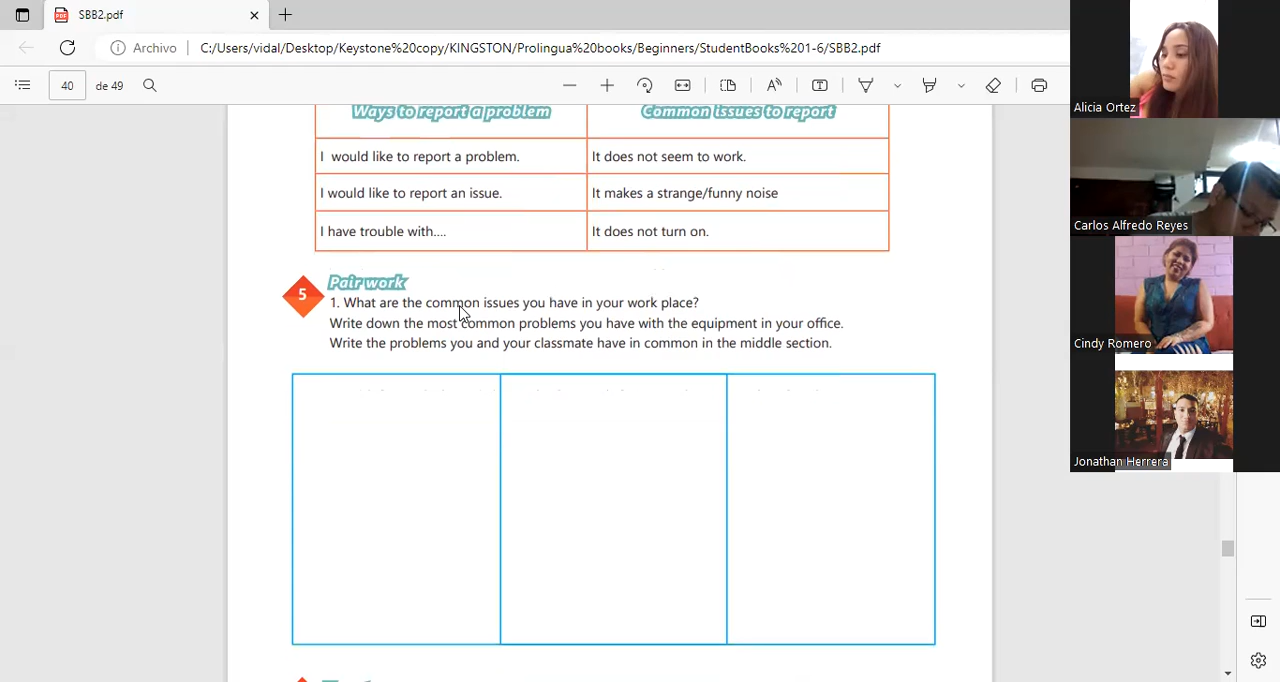 SBB2.pdf
Archivo
C:/Users/vidal/Desktop/Keystone%20copy/KINGSTON/Prolingua%20books/Beginners/StudentBooks%201-6/SBB2.pdf
40 de 49
Ways to report a problem
Common issues to report
I would like to report a problem.
It does not seem to work.
I would like to report an issue.
It makes a strange/funny noise
I have trouble with....
It does not turn on.
5
Pair work
1. What are the common issues you have in your work place?
Write down the most common problems you have with the equipment in your office.
Write the problems you and your classmate have in common in the middle section.
Alicia Ortez
Carlos Alfredo Reyes
Cindy Romero
Jonathan Herrera